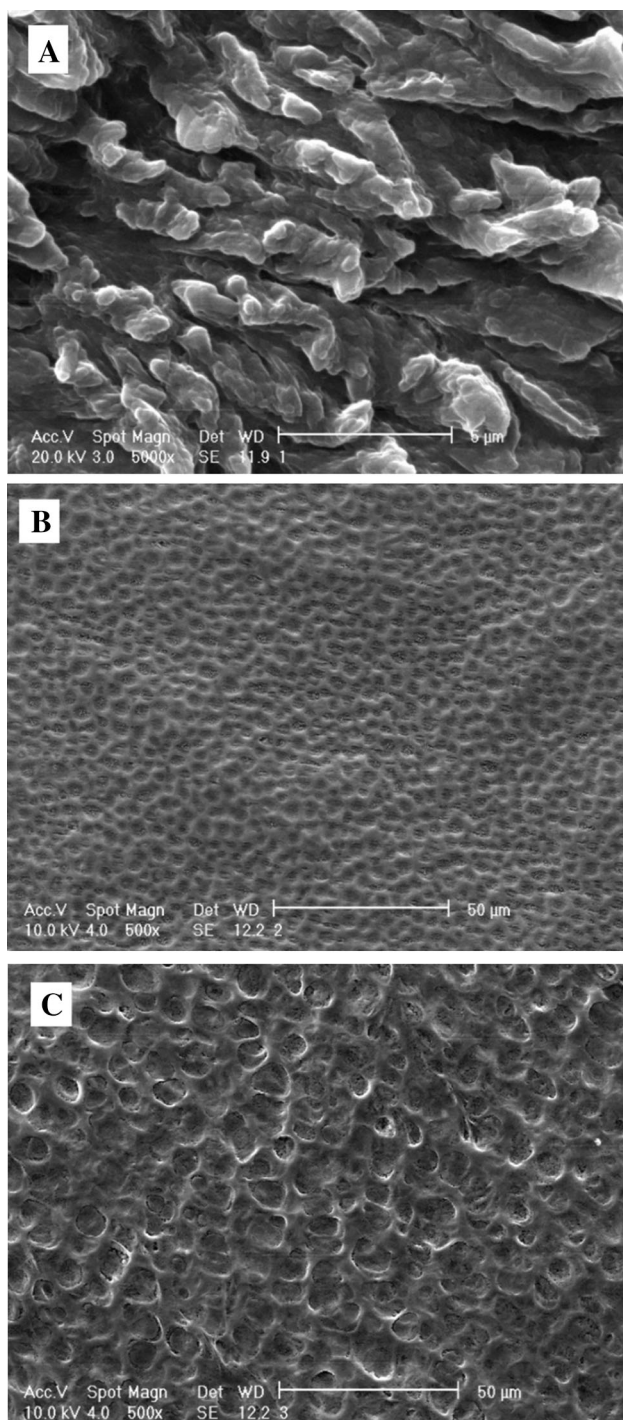 A
Acc.V Spot Magn Det WD 5 µm
20.0 kV 3.0 5000x SE 11.9 1
B
Acc.V Spot Magn Det WD 50 µm
10.0 kV 4.0 500x SE 12.2 2
C
Acc.V Spot Magn Det WD 50 µm
10.0 kV 4.0 500x SE 12.2 3